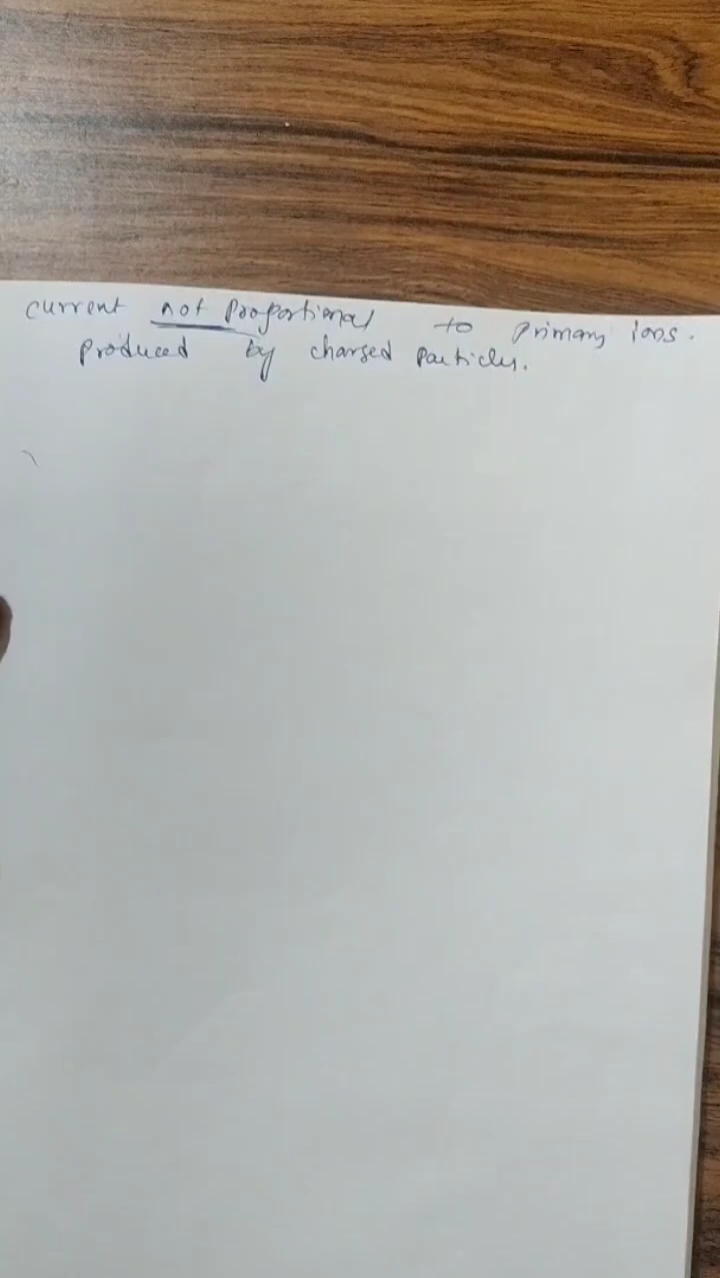 current not proportional to primary ions.
produced by charged particles.